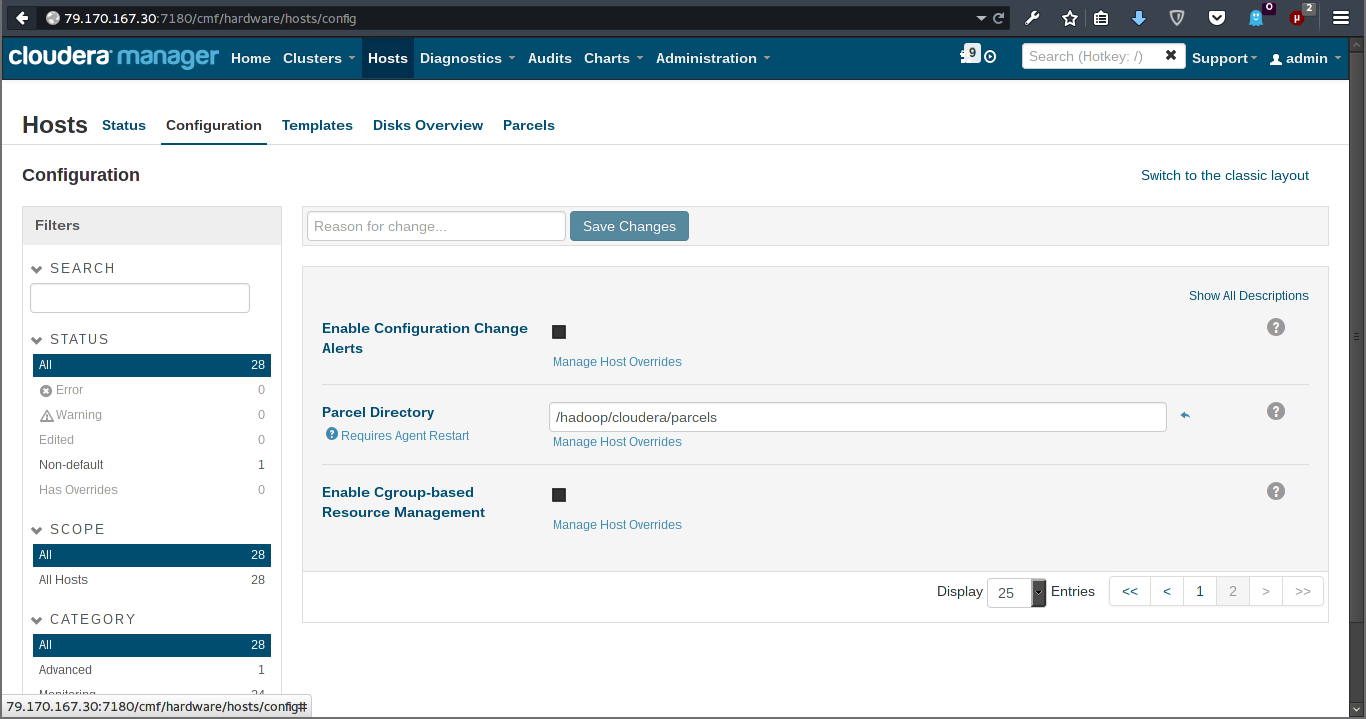 79.170.167.30:7180/cmf/hardware/hosts/config
0
2
cloudera manager Home Clusters Hosts Diagnostics Audits Charts Administration 9 Search (Hotkey: /) Support admin
Hosts Status Configuration Templates Disks Overview Parcels
Configuration
Switch to the classic layout
Filters
Reason for change...
Save Changes
SEARCH
Show All Descriptions
STATUS
All 28
Error 0
Warning 0
Edited 0
Non-default 1
Has Overrides 0
SCOPE
All 28
All Hosts 28
CATEGORY
All 28
Advanced 1
Monitoring 24
Enable Configuration Change
Alerts
Manage Host Overrides
Parcel Directory
/hadoop/cloudera/parcels
Requires Agent Restart
Manage Host Overrides
Enable Cgroup-based
Resource Management
Manage Host Overrides
Display 25 Entries << < 1 2 > >>
79.170.167.30:7180/cmf/hardware/hosts/config#